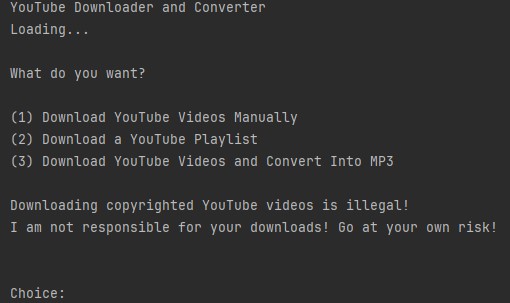 YouTube Downloader and Converter
Loading...
What do you want?
(1) Download YouTube Videos Manually
(2) Download a YouTube Playlist
(3) Download YouTube Videos and Convert Into MP3
Downloading copyrighted YouTube videos is illegal!
I am not responsible for your downloads! Go at your own risk!
Choice: